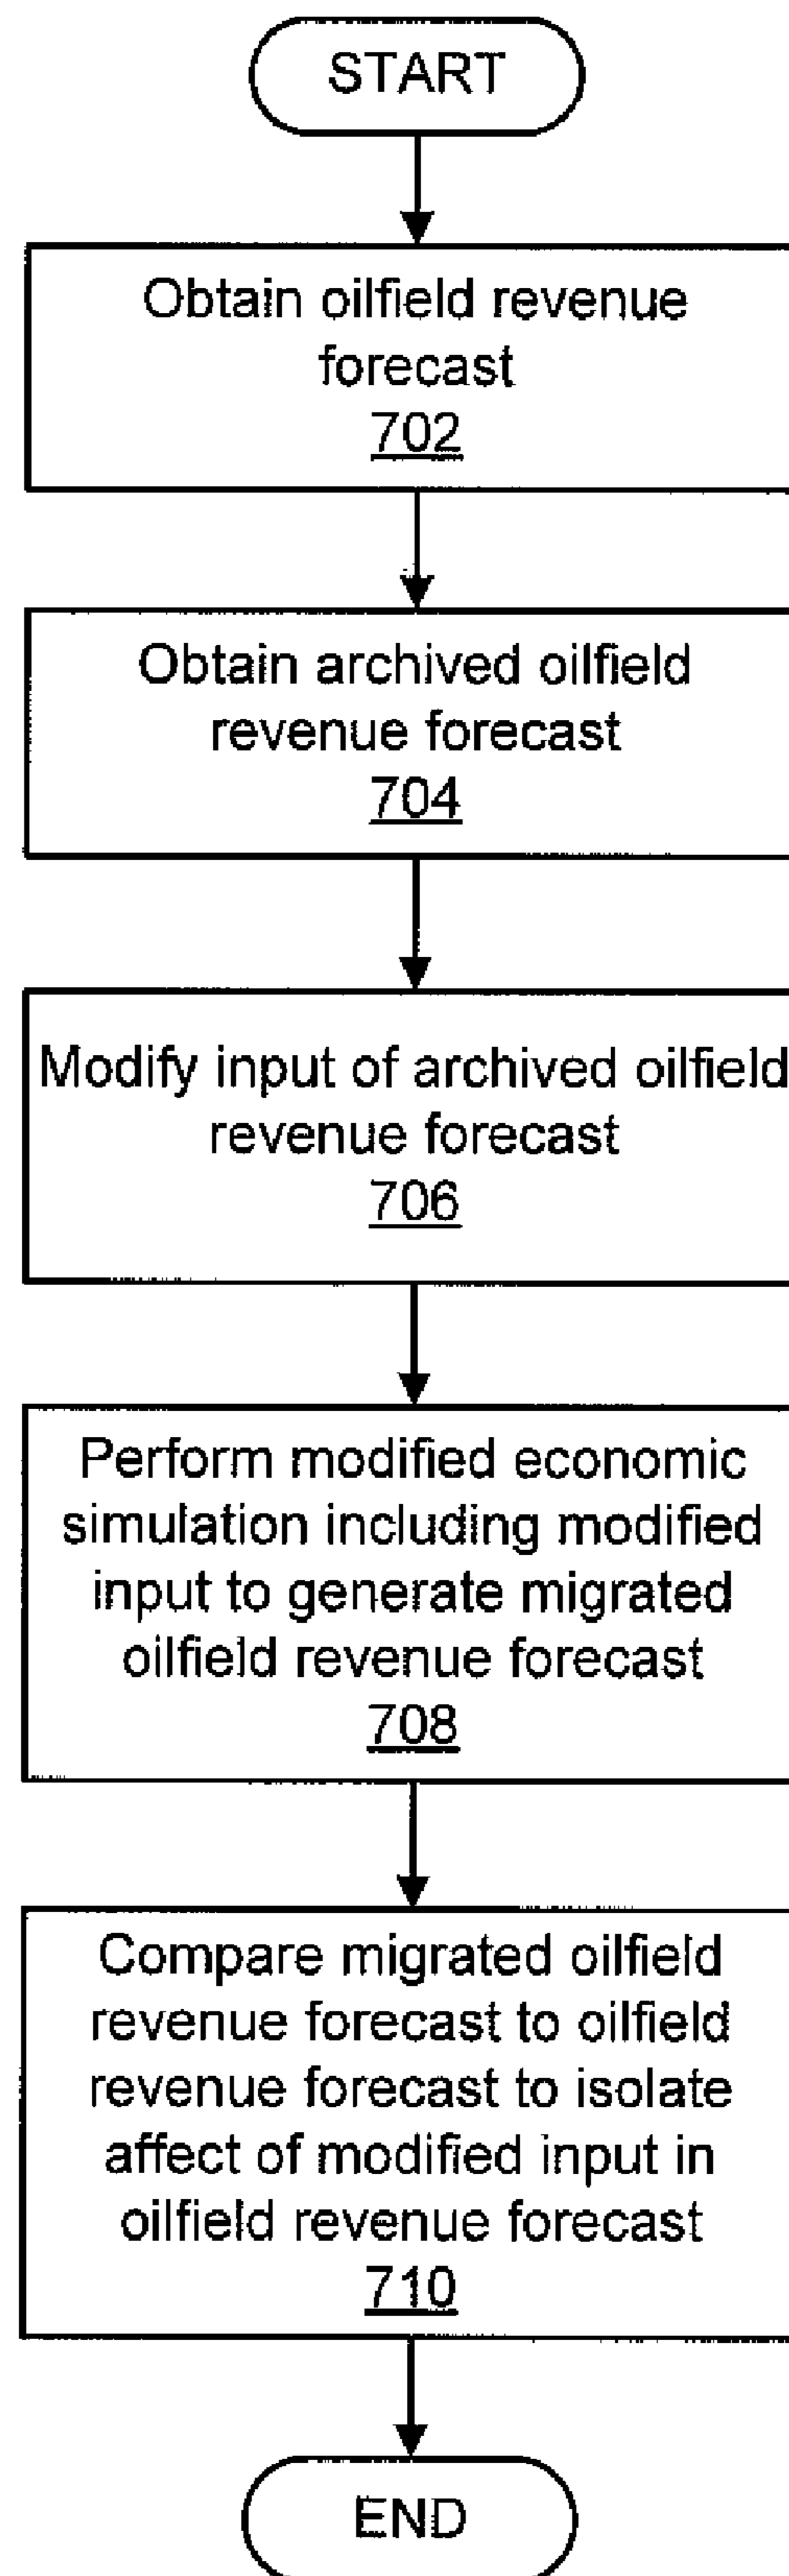 START
Obtain oilfield revenue
forecast
702
Obtain archived oilfield
revenue forecast
704
Modify input of archived oilfield
revenue forecast
706
Perform modified economic
simulation including modified
input to generate migrated
oilfield revenue forecast
708
Compare migrated oilfield
revenue forecast to oilfield
revenue forecast to isolate
affect of modified input in
oilfield revenue forecast
710
END